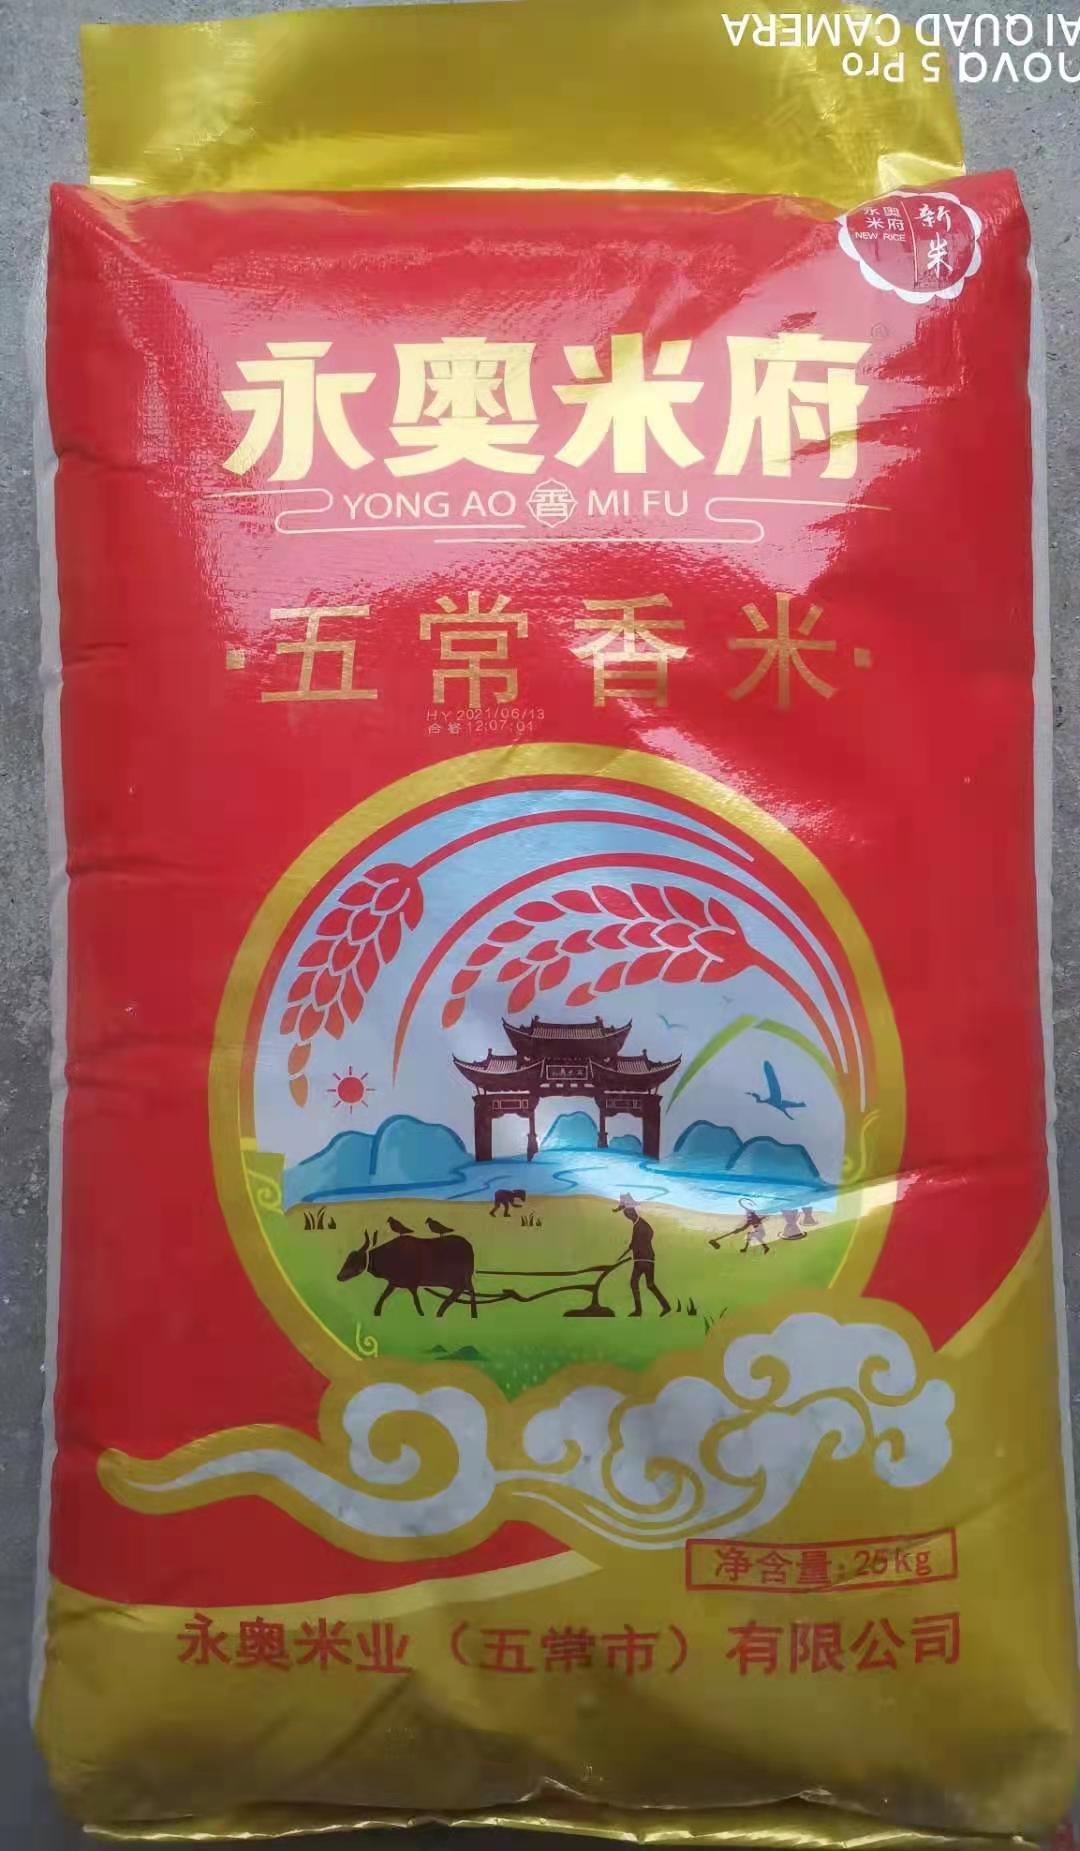 nova 5 Pro
AI QUAD CAMERA
永奥
米府
NEW RICE
新米
永奥米府
YONG AO 香 MI FU
·五常香米·
HY 2021/06/13
合格 12:07:01
净含量:25kg
永奥米业（五常市）有限公司